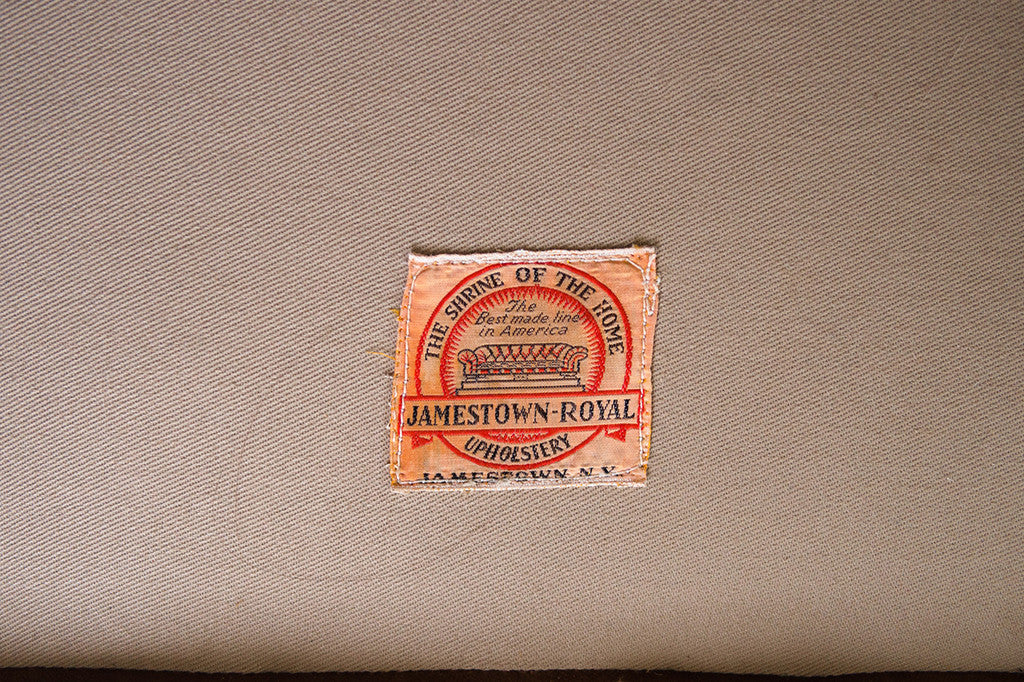 THE SHRINE OF THE HOME
The
Best made line
in America
JAMESTOWN-ROYAL
UPHOLSTERY
JAMESTOWN N.Y.